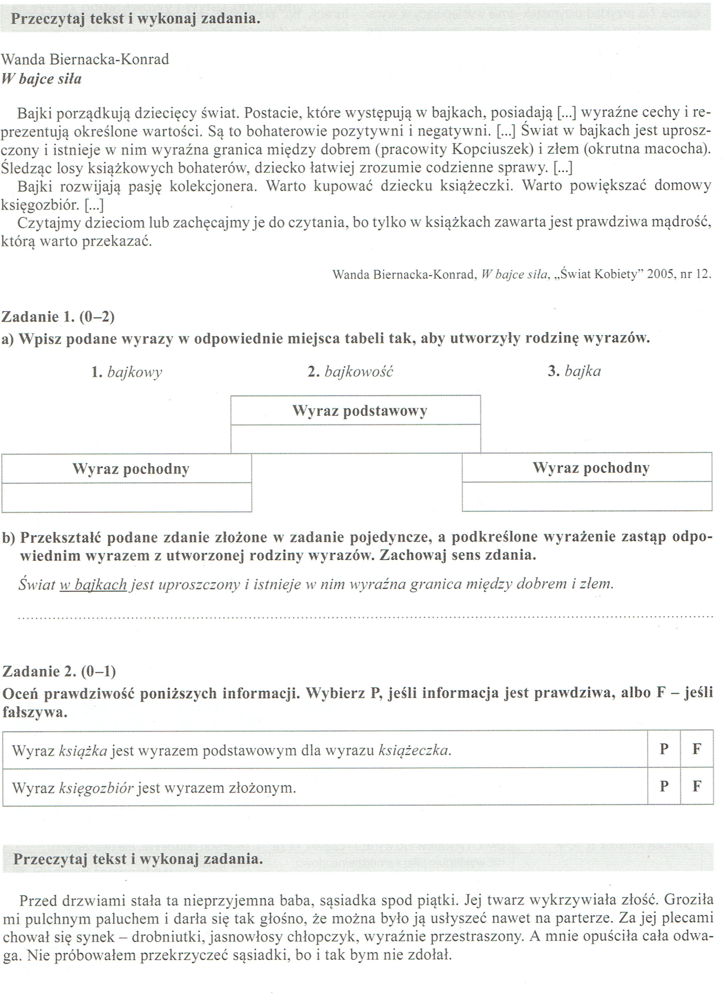 Przeczytaj tekst i wykonaj zadania.
Wanda Biernacka-Konrad
W bajce siła
Bajki porządkują dziecięcy świat. Postacie, które występują w bajkach, posiadają [...] wyraźne cechy i re-
prezentują określone wartości. Są to bohaterowie pozytywni i negatywni. [...] Świat w bajkach jest uprosz-
czony i istnieje w nim wyraźna granica między dobrem (pracowity Kopciuszek) i złem (okrutna macocha).
Śledząc losy książkowych bohaterów, dziecko łatwiej zrozumie codzienne sprawy. [...]
Bajki rozwijają pasję kolekcjonera. Warto kupować dziecku książeczki. Warto powiększać domowy
księgozbiór. [...]
Czytajmy dzieciom lub zachęcajmy je do czytania, bo tylko w książkach zawarta jest prawdziwa mądrość,
którą warto przekazać.
Wanda Biernacka-Konrad, W bajce siła, „Świat Kobiety” 2005, nr 12.
Zadanie 1. (0–2)
a) Wpisz podane wyrazy w odpowiednie miejsca tabeli tak, aby utworzyły rodzinę wyrazów.
1. bajkowy 2. bajkowość 3. bajka
Wyraz podstawowy
Wyraz pochodny Wyraz pochodny
b) Przekształć podane zdanie złożone w zadanie pojedyncze, a podkreślone wyrażenie zastąp odpo-
wiednim wyrazem z utworzonej rodziny wyrazów. Zachowaj sens zdania.
Świat w bajkach jest uproszczony i istnieje w nim wyraźna granica między dobrem i złem.
Zadanie 2. (0–1)
Oceń prawdziwość poniższych informacji. Wybierz P, jeśli informacja jest prawdziwa, albo F – jeśli
fałszywa.
Wyraz książka jest wyrazem podstawowym dla wyrazu książeczka. P F
Wyraz księgozbiór jest wyrazem złożonym. P F
Przeczytaj tekst i wykonaj zadania.
Przed drzwiami stała ta nieprzyjemna baba, sąsiadka spod piątki. Jej twarz wykrzywiała złość. Groziła
mi pulchnym paluchem i darła się tak głośno, że można było ją usłyszeć nawet na parterze. Za jej plecami
chował się synek – drobniutki, jasnowłosy chłopczyk, wyraźnie przestraszony. A mnie opuściła cała odwa-
ga. Nie próbowałem przekrzyczeć sąsiadki, bo i tak bym nie zdołał.